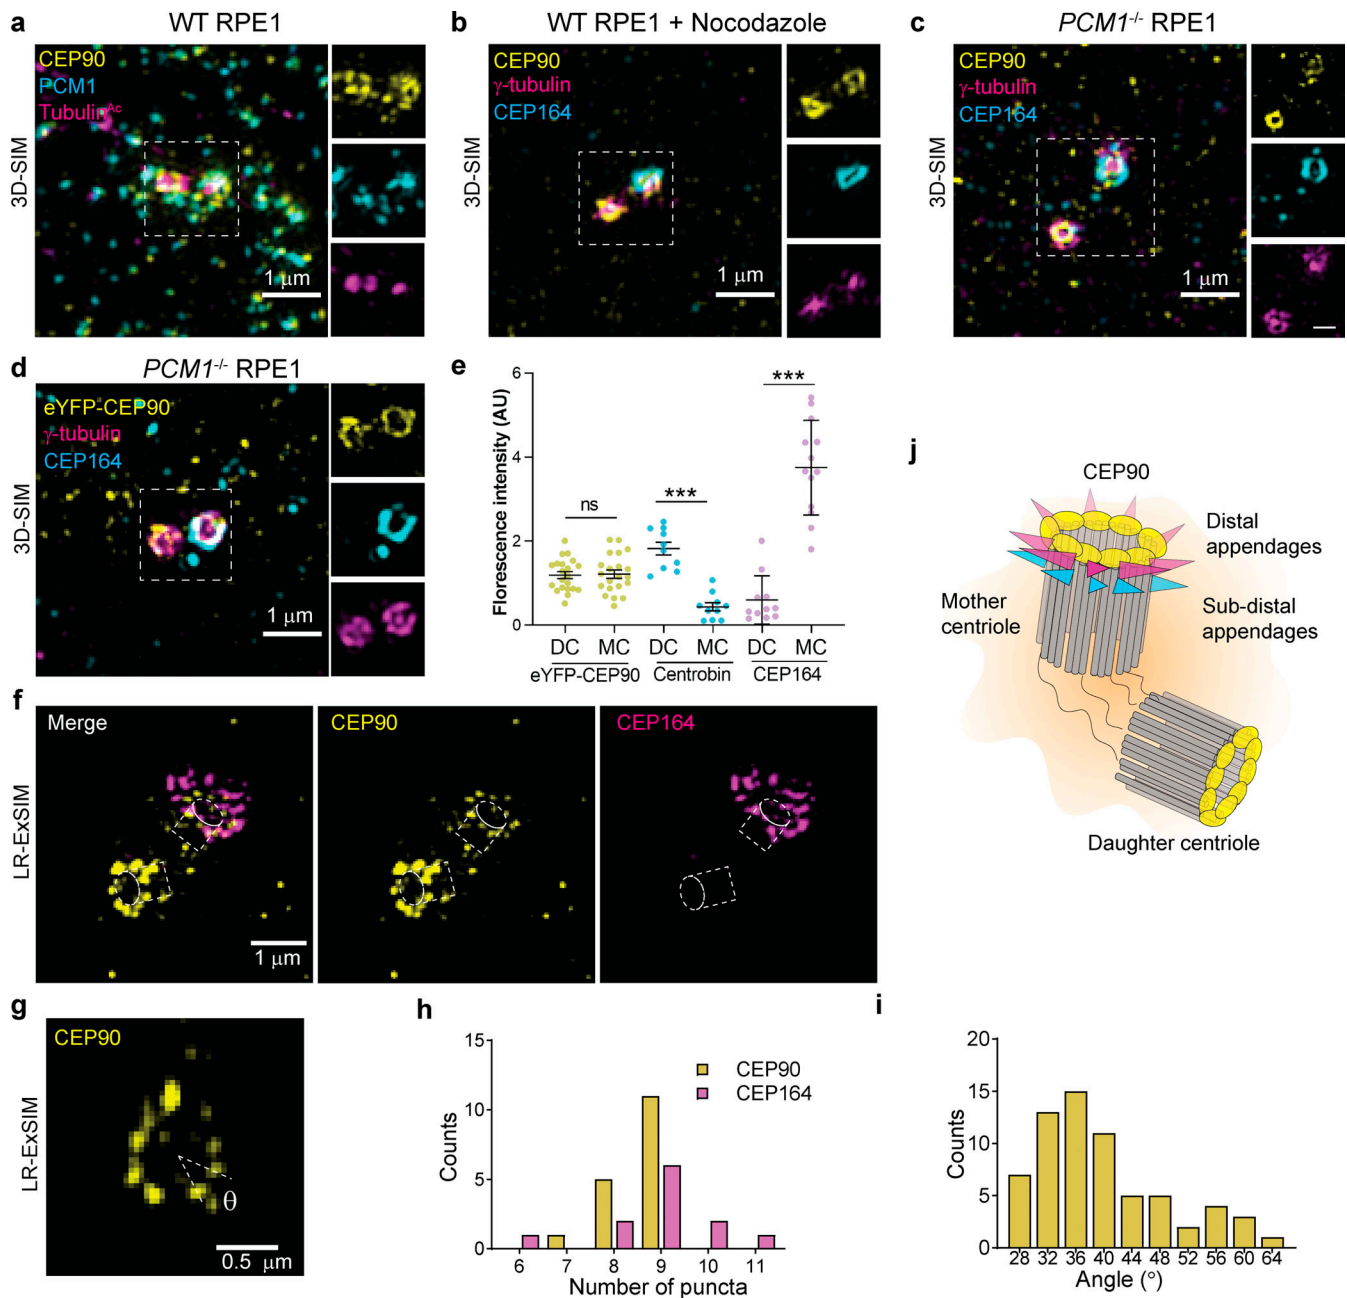 a
WT RPE1
CEP90
PCM1
Tubulin^Ac
3D-SIM
1 μm
b
WT RPE1 + Nocodazole
CEP90
γ-tubulin
CEP164
3D-SIM
1 μm
c
PCM1-/- RPE1
CEP90
γ-tubulin
CEP164
3D-SIM
1 μm
d
PCM1-/- RPE1
eYFP-CEP90
γ-tubulin
CEP164
3D-SIM
1 μm
e
Florescence intensity (AU)
6
4
2
0
ns
***
***
DC MC DC MC DC MC
eYFP-CEP90 Centrobin CEP164
j
CEP90
Distal
appendages
Mother
centriole
Sub-distal
appendages
Daughter centriole
f
LR-ExSIM
Merge
1 μm
CEP90
CEP164
g
LR-ExSIM
CEP90
θ
0.5 μm
h
Counts
15
10
5
0
CEP90
CEP164
6 7 8 9 10 11
Number of puncta
i
Counts
20
15
10
5
0
28 32 36 40 44 48 52 56 60 64
Angle (°)